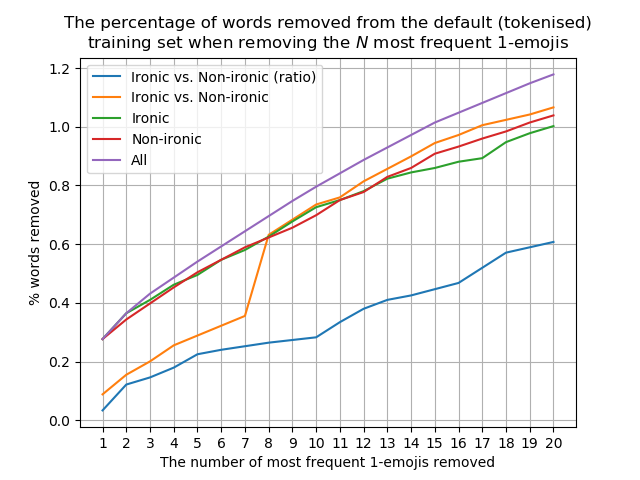 The percentage of words removed from the default (tokenised)
training set when removing the N most frequent 1-emojis
1.2
1.0
0.8
0.6
0.4
0.2
0.0
% words removed
Ironic vs. Non-ironic (ratio)
Ironic vs. Non-ironic
Ironic
Non-ironic
All
1 2 3 4 5 6 7 8 9 10 11 12 13 14 15 16 17 18 19 20
The number of most frequent 1-emojis removed